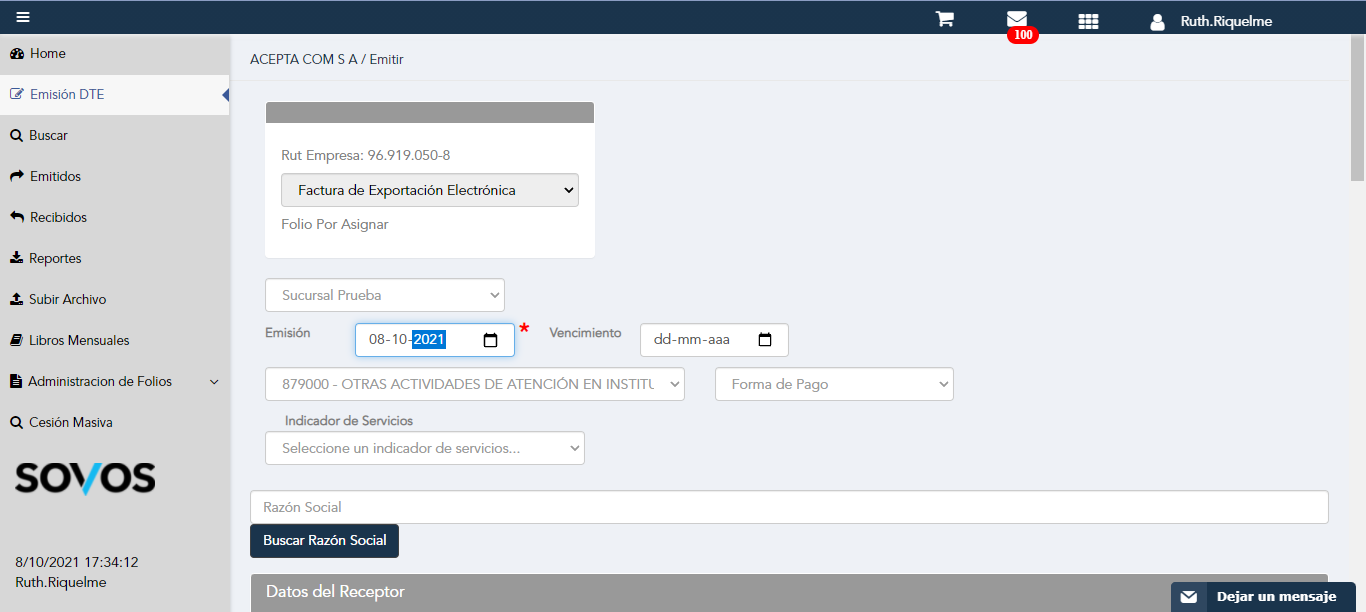 Ruth.Riquelme
100
Home
Emisión DTE
Buscar
Emitidos
Recibidos
Reportes
Subir Archivo
Libros Mensuales
Administracion de Folios
Cesión Masiva
SOVOS
8/10/2021 17:34:12
Ruth.Riquelme
ACEPTA COM S A / Emitir
Rut Empresa: 96.919.050-8
Factura de Exportación Electrónica
Folio Por Asignar
Sucursal Prueba
Emisión 08-10-2021 * Vencimiento dd-mm-aaa
879000 - OTRAS ACTIVIDADES DE ATENCIÓN EN INSTITU Forma de Pago
Indicador de Servicios
Seleccione un indicador de servicios...
Razón Social
Buscar Razón Social
Datos del Receptor
Dejar un mensaje